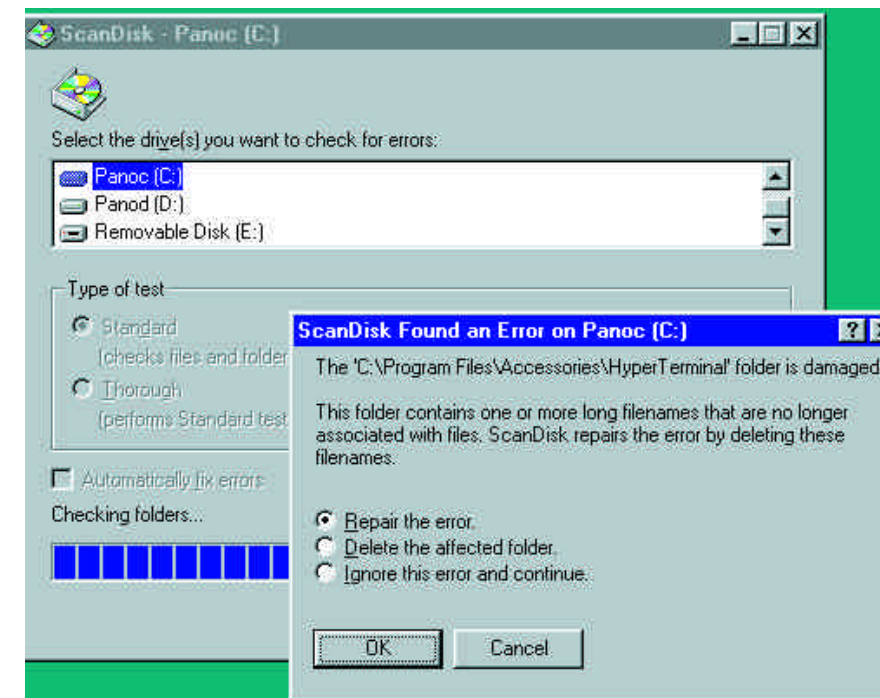 ScanDisk - Panoc (C:)
Select the drive(s) you want to check for errors:
Panoc (C:)
Panod (D:)
Removable Disk (E:)
Type of test
Standard
(checks files and folder
Thorough
(performs Standard test
Automatically fix errors
Checking folders...
ScanDisk Found an Error on Panoc (C:)
The 'C:\Program Files\Accessories\HyperTerminal' folder is damaged
This folder contains one or more long filenames that are no longer
associated with files. ScanDisk repairs the error by deleting these
filenames.
Repair the error.
Delete the affected folder.
Ignore this error and continue.
OK
Cancel